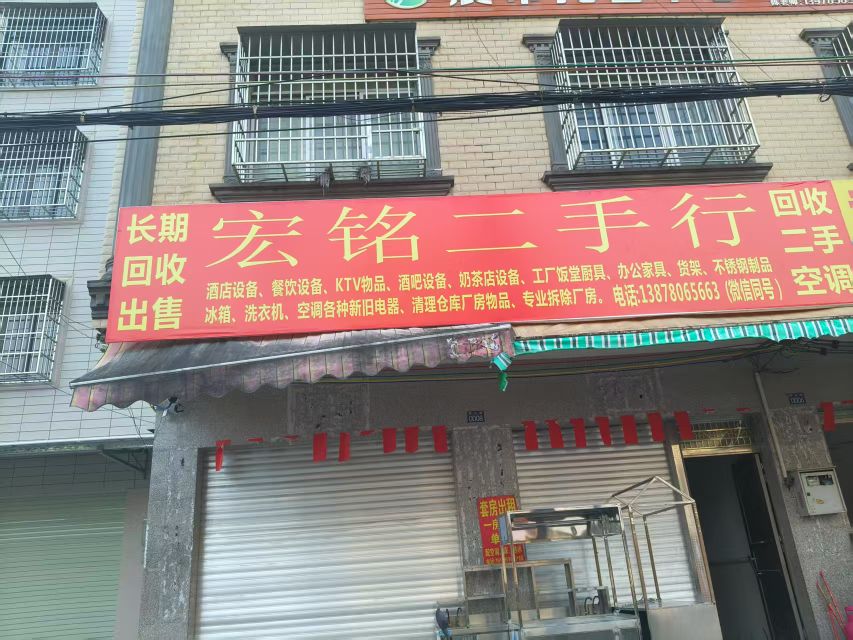 长期
回收
出售
宏铭二手行
酒店设备、餐饮设备、KTV物品、酒吧设备、奶茶店设备、工厂饭堂厨具、办公家具、货架、不锈钢制品
冰箱、洗衣机、空调各种新旧电器、清理仓库厂房物品、专业拆除厂房。电话:13878065663（微信同号）
回收
二手
空调
套房出租
一房
单